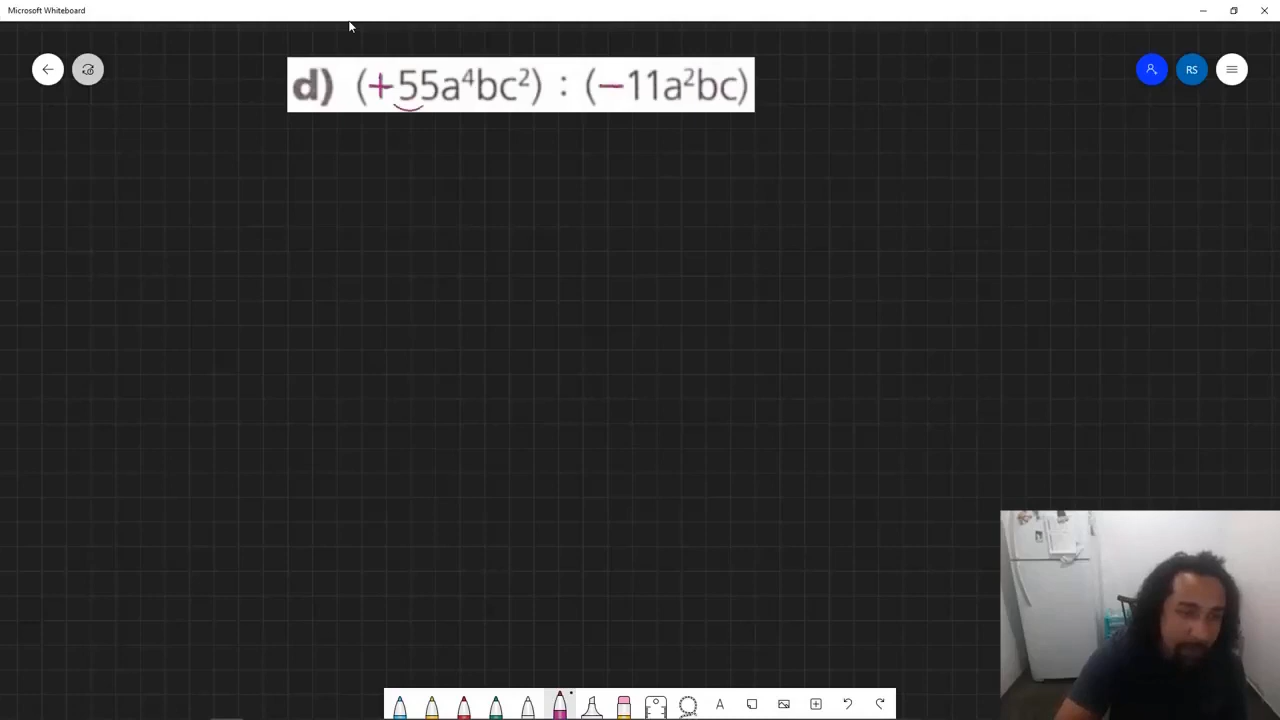 Microsoft Whiteboard
d) (+55a⁴bc²) : (−11a²bc)
RS
A